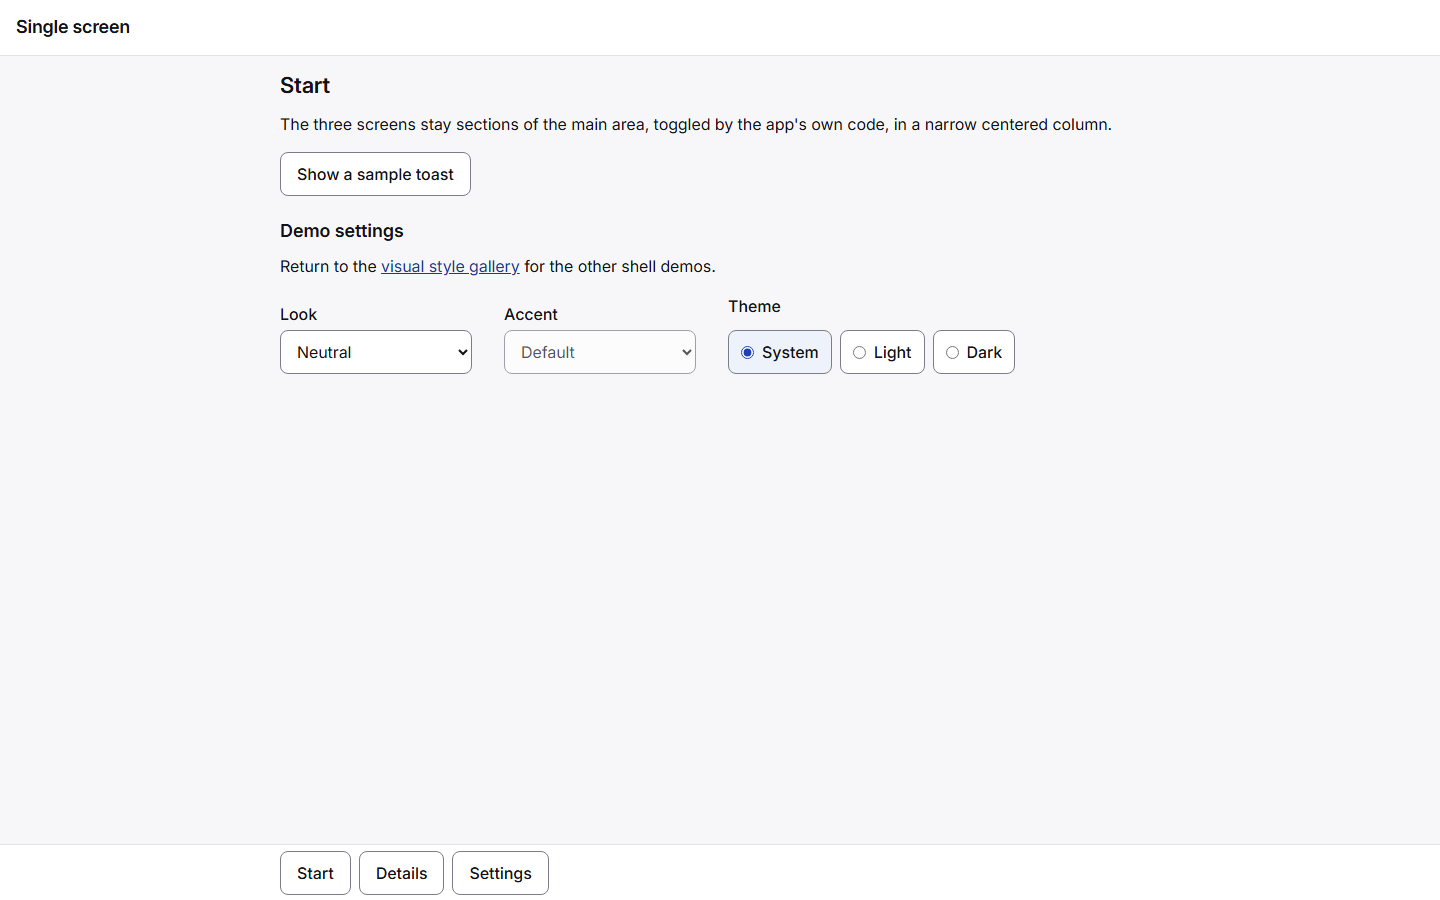 Single screen
Start
The three screens stay sections of the main area, toggled by the app's own code, in a narrow centered column.
Show a sample toast
Demo settings
Return to the visual style gallery for the other shell demos.
Look
Accent
Theme
Neutral
Default
System
Light
Dark
Start
Details
Settings